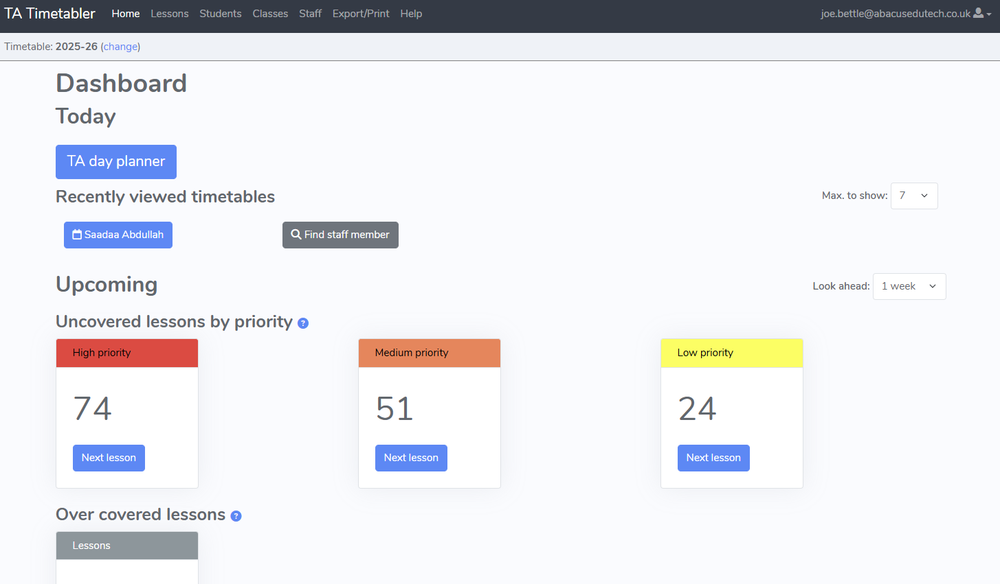 TA Timetabler Home Lessons Students Classes Staff Export/Print Help joe.bettle@abacusedutech.co.uk
Timetable: 2025-26 (change)
Dashboard
Today
TA day planner
Recently viewed timetables Max. to show: 7
Saadaa Abdullah Find staff member
Upcoming Look ahead: 1 week
Uncovered lessons by priority ?
High priority Medium priority Low priority
74 51 24
Next lesson Next lesson Next lesson
Over covered lessons ?
Lessons